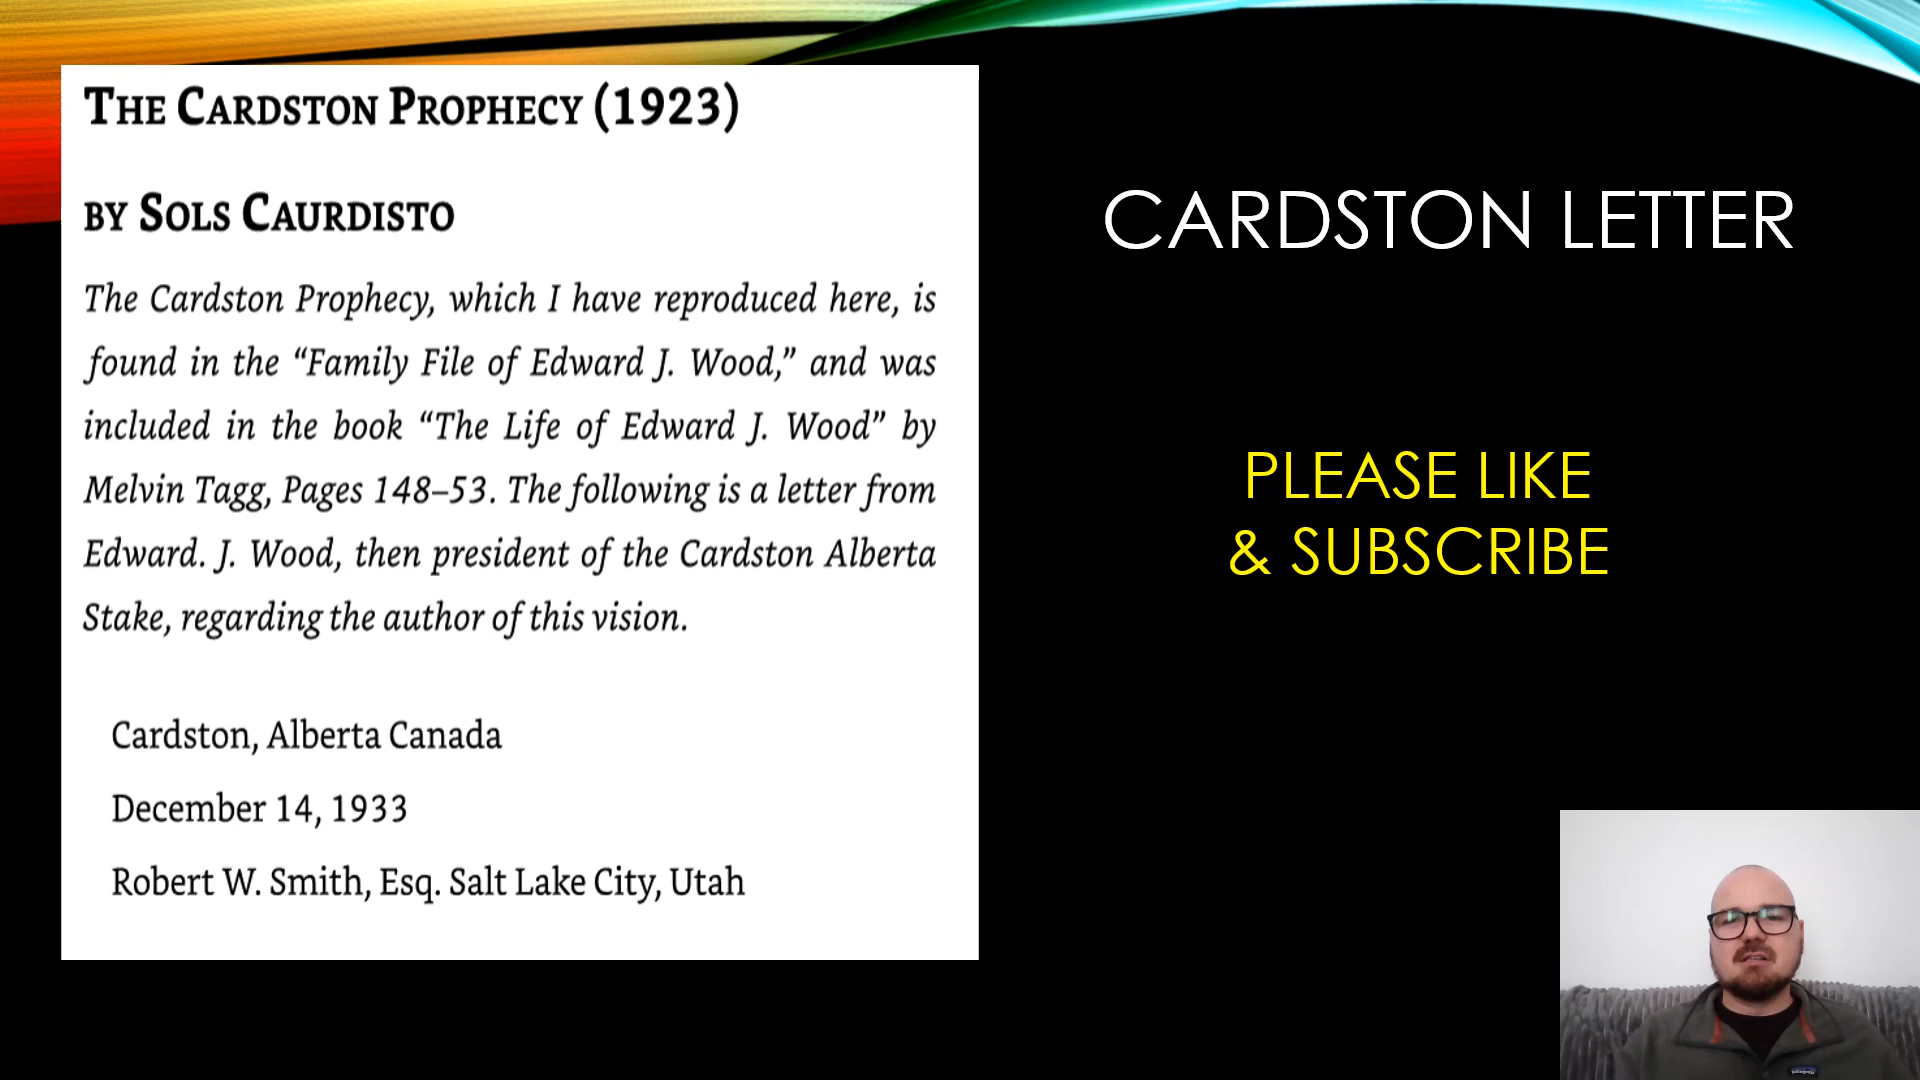 THE CARDSTON PROPHECY (1923)
BY SOLS CAURDISTO
The Cardston Prophecy, which I have reproduced here, is
found in the “Family File of Edward J. Wood,” and was
included in the book “The Life of Edward J. Wood” by
Melvin Tagg, Pages 148–53. The following is a letter from
Edward. J. Wood, then president of the Cardston Alberta
Stake, regarding the author of this vision.
Cardston, Alberta Canada
December 14, 1933
Robert W. Smith, Esq. Salt Lake City, Utah
CARDSTON LETTER
PLEASE LIKE
& SUBSCRIBE